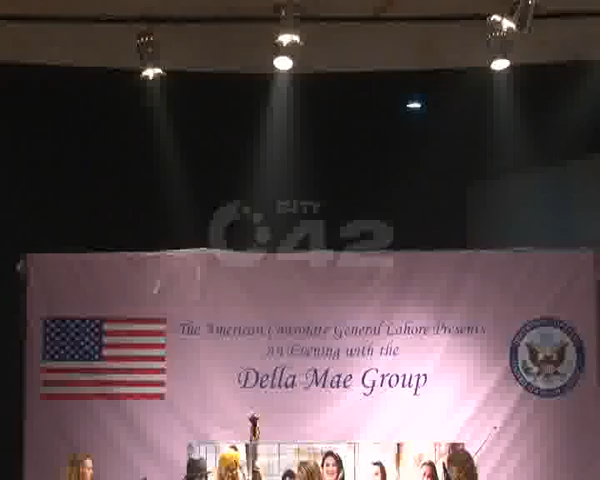 CITY
42
The American Consulate General Lahore Presents
An Evening with the
Della Mae Group